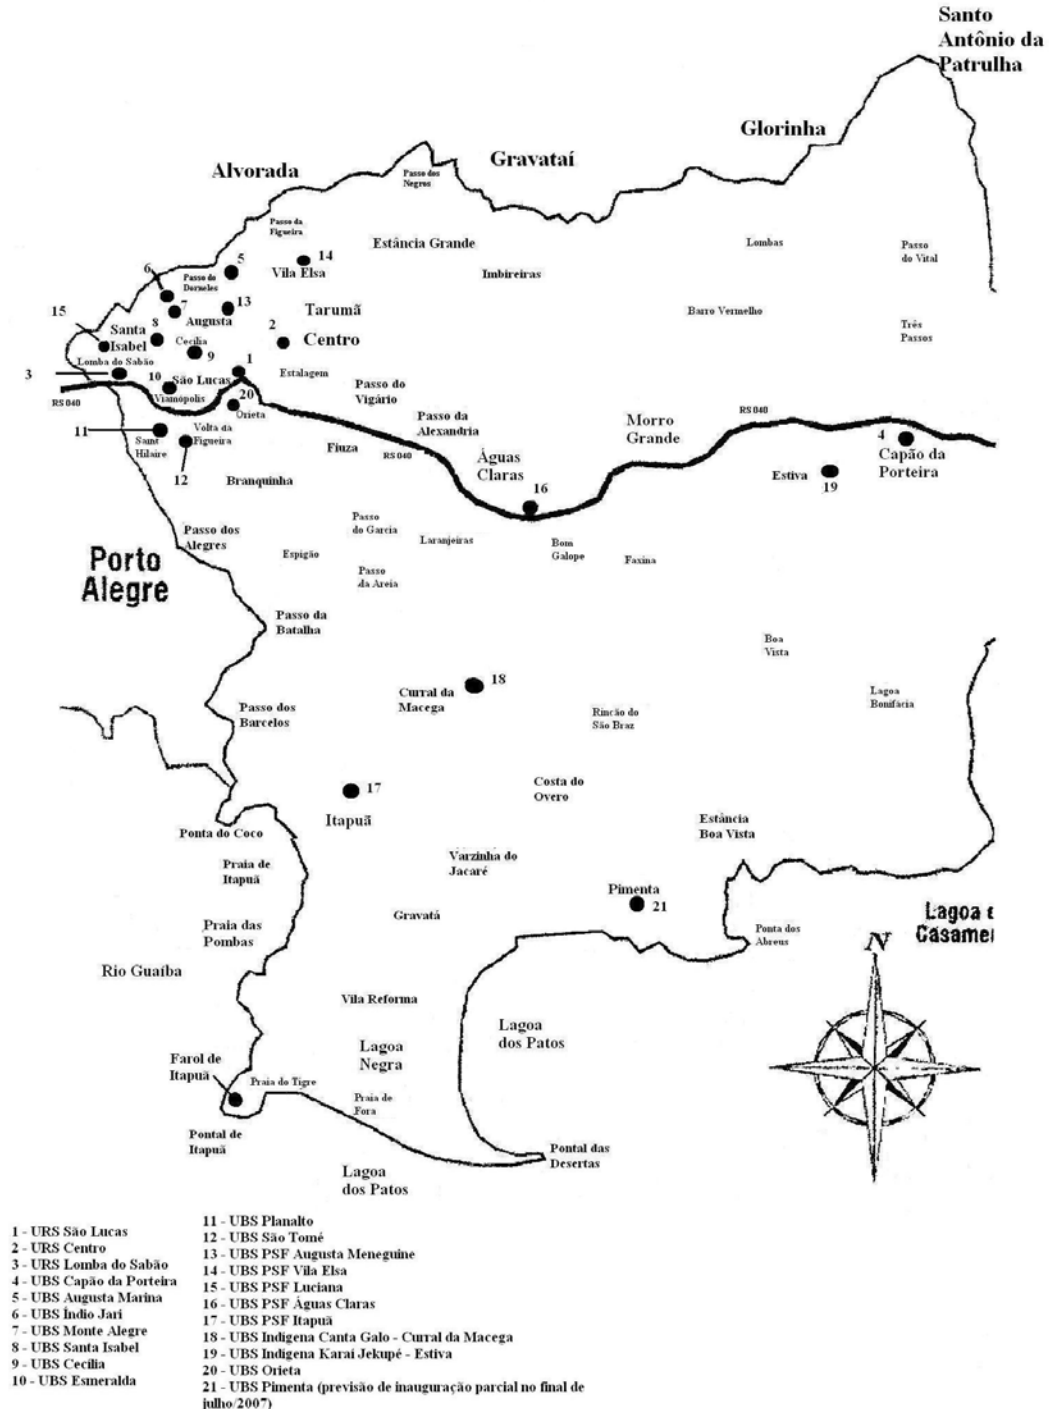 Santo
Antônio da
Patrulha
Glorinha
Gravataí
Alvorada
Passo dos
Negros
Passo da
Figueira
Estância Grande
Lombas
Passo
do Vital
5
14
6
Passo do
Dorneles
Vila Elsa
Imbireiras
15
7
13
Augusta
Tarumã
Barro Vermelho
Santa
Isabel
8
2
Centro
Três
Passos
Cecilia
9
Lomba do Sabão
3
1
10
São Lucas
Estalagem
Viamópolis
RS 040
20
Orieta
Passo do
Vigário
Passo da
Alexandria
RS 040
Morro
Grande
11
Saint
Hilaire
Volta da
Figueira
4
Capão da
Porteira
Fiuza
RS 040
Águas
Claras
12
Branquinha
Estiva
19
16
Passo
do Garcia
Passo dos
Alegres
Laranjeiras
Bom
Galope
Espigão
Faxina
Porto
Alegre
Passo
da Areia
Passo da
Batalha
Boa
Vista
18
Curral da
Macega
Lagoa
Bonifácia
Passo dos
Barcelos
Rincão do
São Braz
17
Costa do
Overo
Itapuã
Estância
Boa Vista
Ponta do Coco
Praia de
Itapuã
Varzinha do
Jacaré
Pimenta
21
Gravatá
Praia das
Pombas
Lagoa
Casamei
Ponta dos
Abreus
N
Rio Guaíba
Vila Reforma
Lagoa
dos Patos
Lagoa
Negra
Farol de
Itapuã
Praia do Tigre
Praia de
Fora
Pontal de
Itapuã
Pontal das
Desertas
Lagoa
dos Patos
1 - URS São Lucas
2 - URS Centro
3 - URS Lomba do Sabão
4 - UBS Capão da Porteira
5 - UBS Augusta Marina
6 - UBS Índio Jari
7 - UBS Monte Alegre
8 - UBS Santa Isabel
9 - UBS Cecilia
10 - UBS Esmeralda
11 - UBS Planalto
12 - UBS São Tomé
13 - UBS PSF Augusta Meneguine
14 - UBS PSF Vila Elsa
15 - UBS PSF Luciana
16 - UBS PSF Águas Claras
17 - UBS PSF Itapuã
18 - UBS Indigena Canta Galo - Curral da Macega
19 - UBS Indigena Karai Jekupé - Estiva
20 - UBS Orieta
21 - UBS Pimenta (previsão de inauguração parcial no final de
julho/2007)